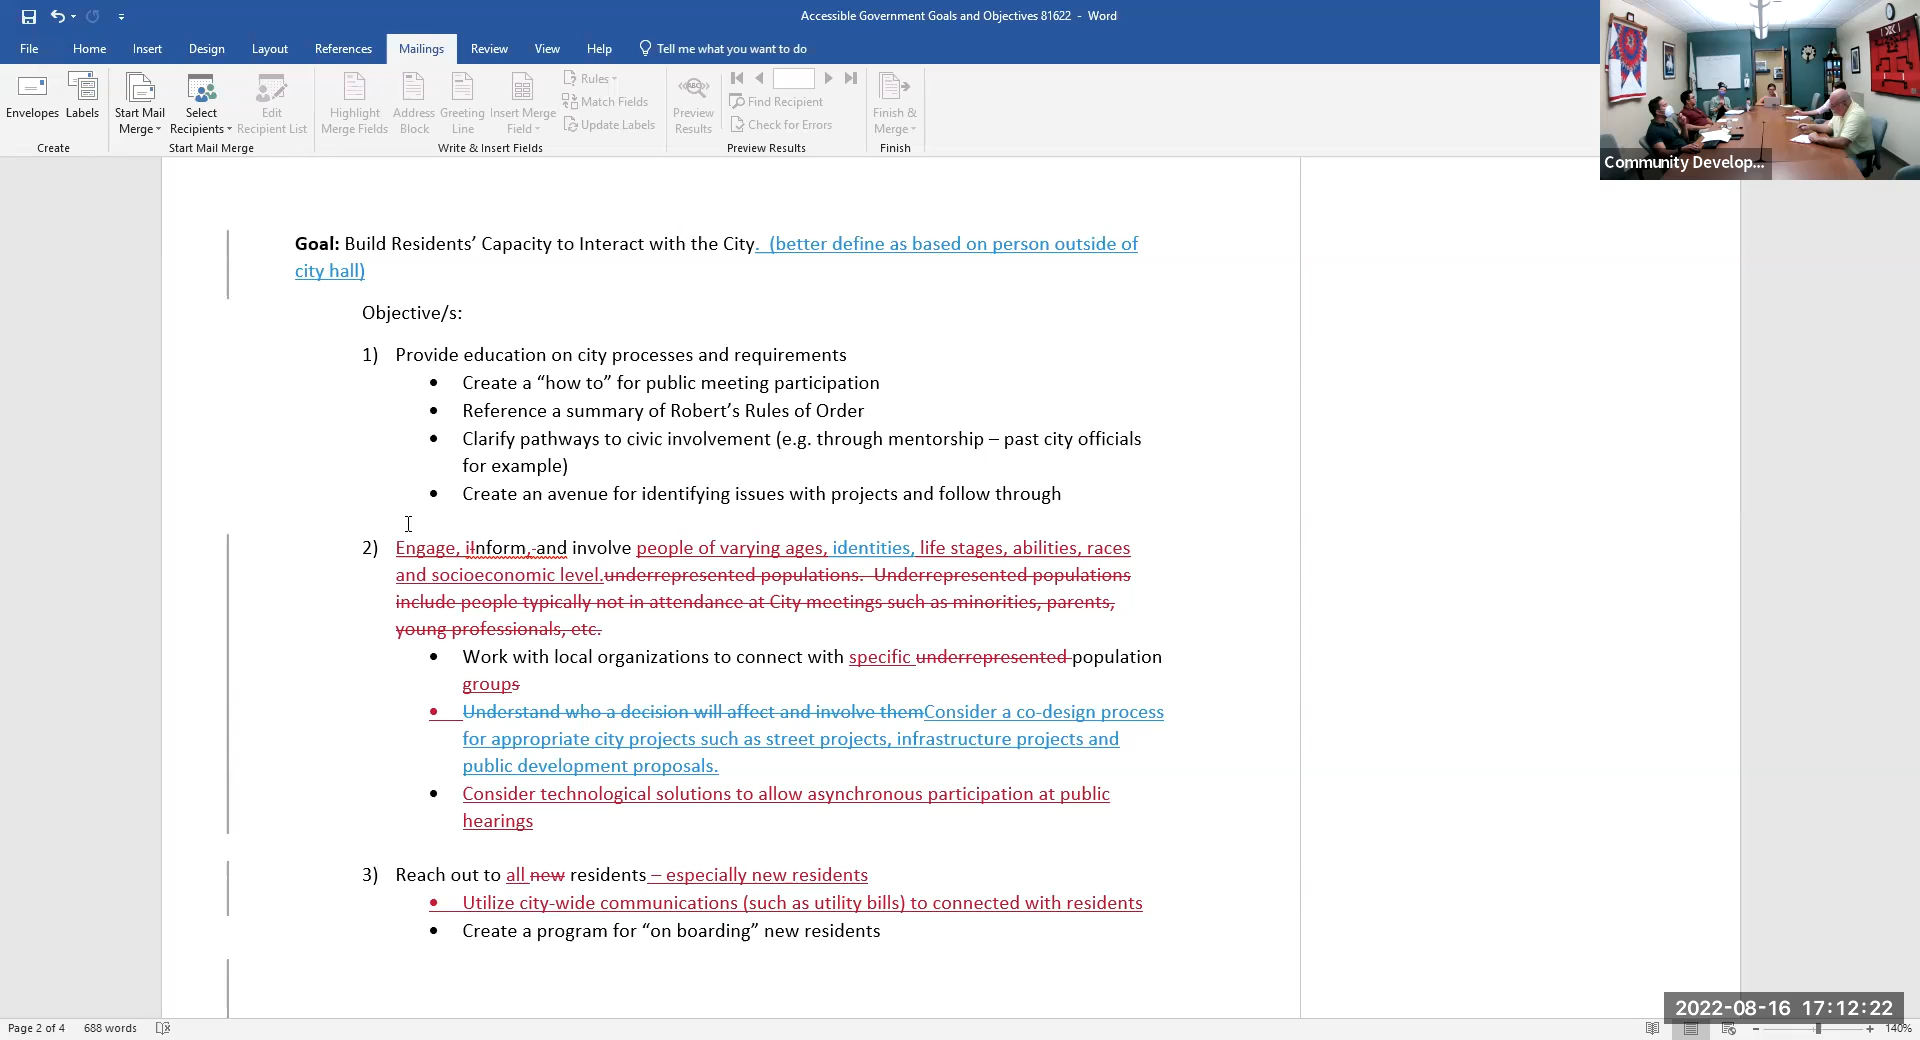 Accessible Government Goals and Objectives 81622 - Word
File Home Insert Design Layout References Mailings Review View Help Tell me what you want to do
Envelopes Labels Start Mail Merge Select Recipients Edit Recipient List Highlight Merge Fields Address Block Greeting Line Insert Merge Field Rules Match Fields Update Labels Preview Results Find Recipient Check for Errors Finish & Merge
Create Start Mail Merge Write & Insert Fields Preview Results Finish
Community Develop...
Goal: Build Residents’ Capacity to Interact with the City.  (better define as based on person outside of
city hall)
Objective/s:
1) Provide education on city processes and requirements
• Create a “how to” for public meeting participation
• Reference a summary of Robert’s Rules of Order
• Clarify pathways to civic involvement (e.g. through mentorship – past city officials
for example)
• Create an avenue for identifying issues with projects and follow through
2) Engage, iInform, and involve people of varying ages, identities, life stages, abilities, races
and socioeconomic level.underrepresented populations.  Underrepresented populations
include people typically not in attendance at City meetings such as minorities, parents,
young professionals, etc.
• Work with local organizations to connect with specific underrepresented population
groups
• Understand who a decision will affect and involve themConsider a co-design process
for appropriate city projects such as street projects, infrastructure projects and
public development proposals.
• Consider technological solutions to allow asynchronous participation at public
hearings
3) Reach out to all new residents – especially new residents
• Utilize city-wide communications (such as utility bills) to connected with residents
• Create a program for “on boarding” new residents
2022-08-16 17:12:22
Page 2 of 4 688 words 140%